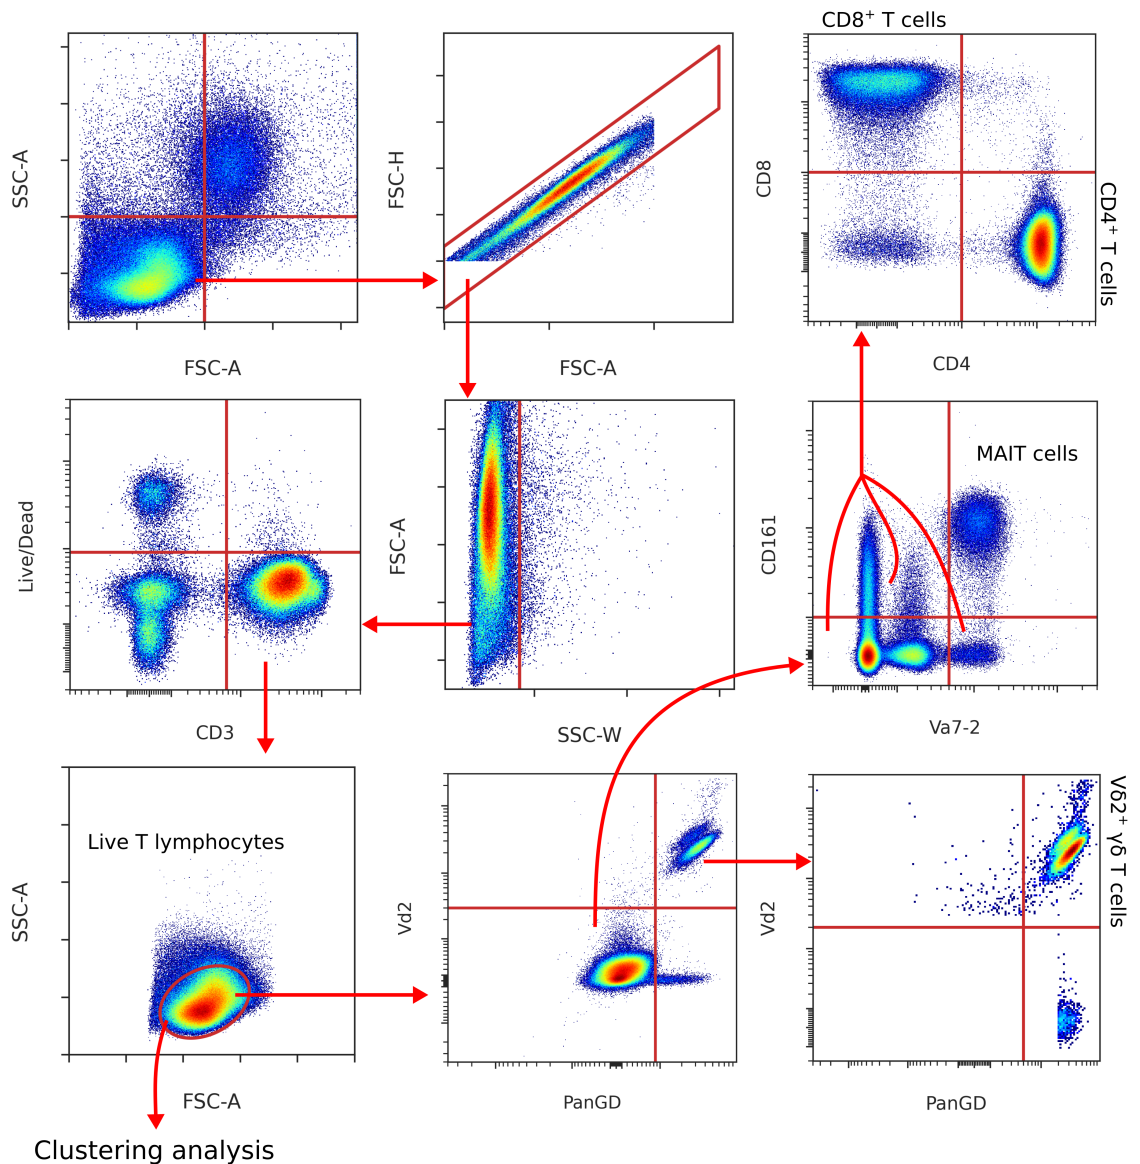 CD8⁺ T cells
SSC-A
FSC-A
FSC-H
FSC-A
CD8
CD4⁺ T cells
CD4
Live/Dead
CD3
FSC-A
SSC-W
CD161
MAIT cells
Va7-2
Live T lymphocytes
SSC-A
FSC-A
Vd2
PanGD
Vd2
Vδ2⁺ γδ T cells
PanGD
Clustering analysis